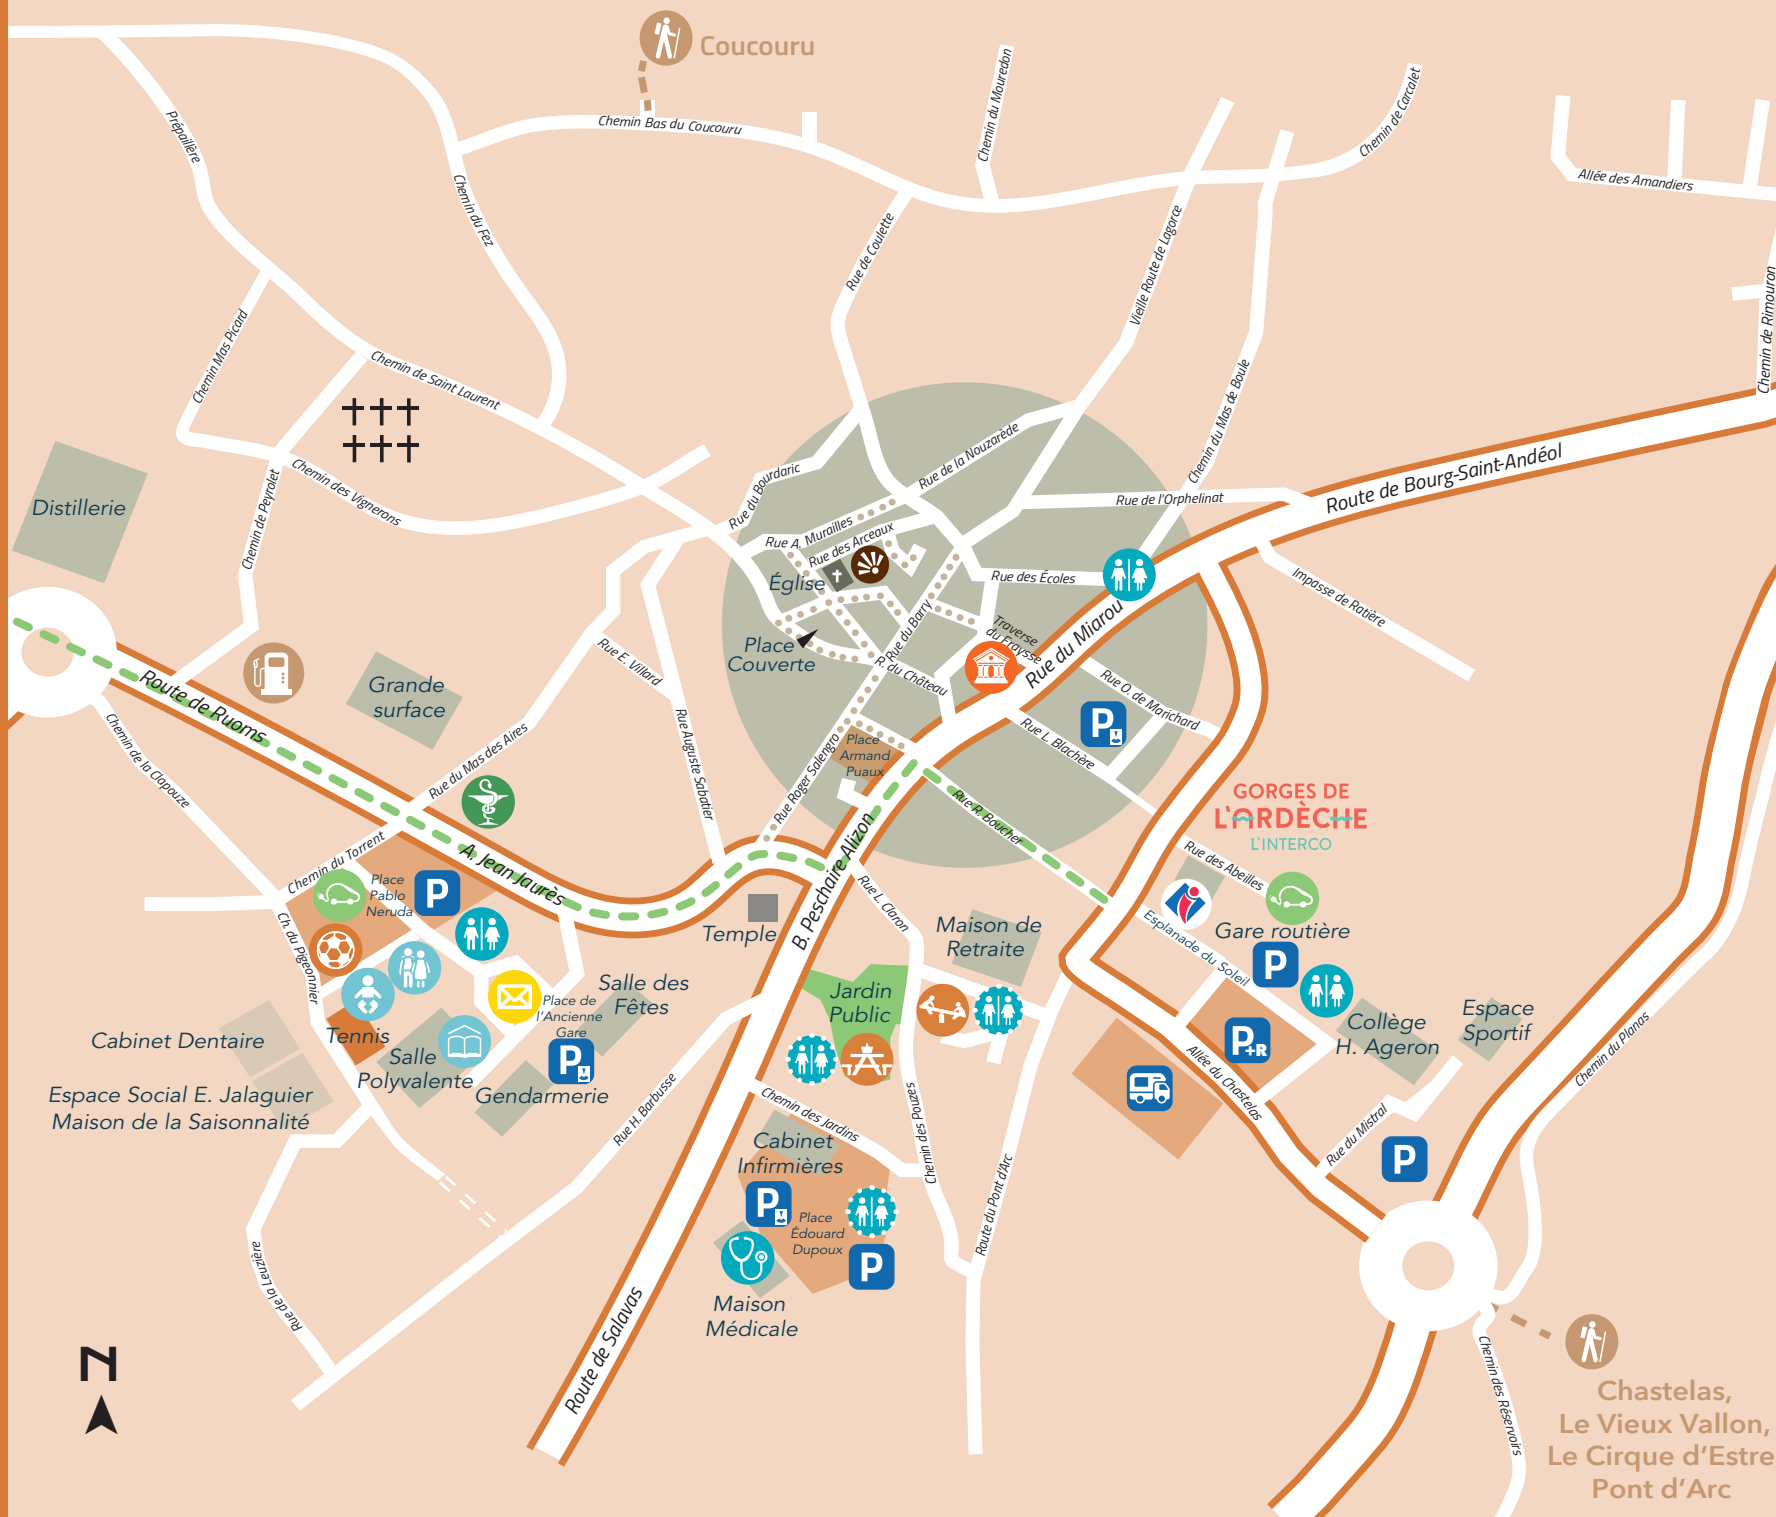 Coucouru
Chemin Bas du Coucouru
Chemin du Mouredon
Chemin de Carcalet
Allée des Amandiers
Prépaillère
Chemin du Fez
Rue de Coulette
Vieille Route de Lagorce
Chemin de Rimouron
Chemin Mas Picard
Chemin de Saint Laurent
Chemin du Mas de Boule
Rue de la Nouzarède
Route de Bourg-Saint-Andéol
Chemin des Vignerons
Chemin de Peyrolet
Rue du Bourdaric
Rue de l'Orphelinat
Distillerie
Rue A. Murailles
Rue des Arceaux
Église
Rue des Écoles
Impasse de Ratière
Rue du Barry
Traverse
du Fraysse
Rue du Miarou
Place
Couverte
R. du Château
Rue E. Villard
Rue O. de Marichard
Route de Ruoms
Grande
surface
Rue L. Blachère
P
Place
Armand
Puaux
Rue Roger Salengro
Rue Auguste Sabatier
Rue du Mas des Aires
Chemin de la Clapouze
Rue R. Boucher
GORGES DE
L'ARDÈCHE
L'INTERCO
Chemin du Torrent
A. Jean Jaurès
B. Peschaire Alizon
Rue des Abeilles
Place
Pablo
Neruda
P
Rue L. Claron
Temple
Maison de
Retraite
Esplanade du Soleil
Gare routière
P
Ch. du Pigeonnier
Salle des
Fêtes
Place de
l'Ancienne
Gare
P
Jardin
Public
Tennis
Salle
Polyvalente
Gendarmerie
Cabinet Dentaire
Espace Social E. Jalaguier
Maison de la Saisonnalité
Collège
H. Ageron
Espace
Sportif
P+R
Allée du Chastelas
Chemin du Planas
Rue H. Barbusse
Chemin des Jardins
Chemin des Pouzes
Rue du Mistral
P
Cabinet
Infirmières
P
Place
Édouard
Dupoux
P
Route du Pont d'Arc
Rue de la Leuzière
Maison
Médicale
Route de Salavas
N
Chemin des Réservoirs
Chastelas,
Le Vieux Vallon,
Le Cirque d'Estre
Pont d'Arc